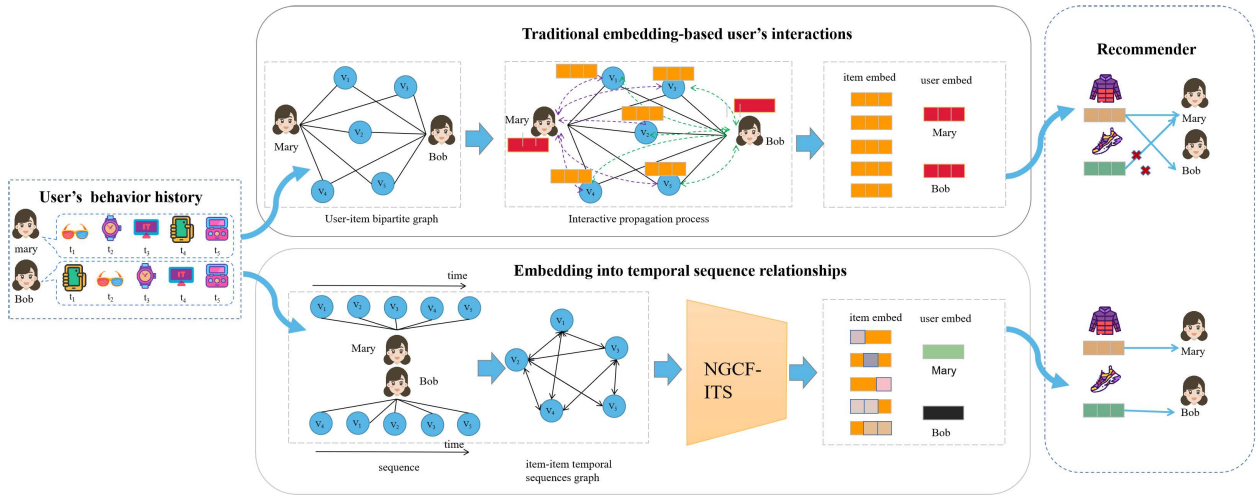 Traditional embedding-based user's interactions
V₁
V₂
V₄
Mary
Bob
User-item bipartite graph
V₁
V₃
V₂
V₄
V₅
Mary
Bob
Interactive propagation process
item embed
user embed
Mary
Bob
Recommender
Mary
Bob
Mary
Bob
User's behavior history
mary
t₁
t₂
t₃
t₄
t₅
Bob
t₁
t₂
t₃
t₄
t₅
IT
IT
Embedding into temporal sequence relationships
time
V₁
V₂
V₃
V₄
V₅
Mary
Bob
V₄
V₁
V₂
V₃
V₅
time
sequence
V₁
V₂
V₃
V₄
V₅
item-item temporal
sequences graph
NGCF-
ITS
item embed
user embed
Mary
Bob